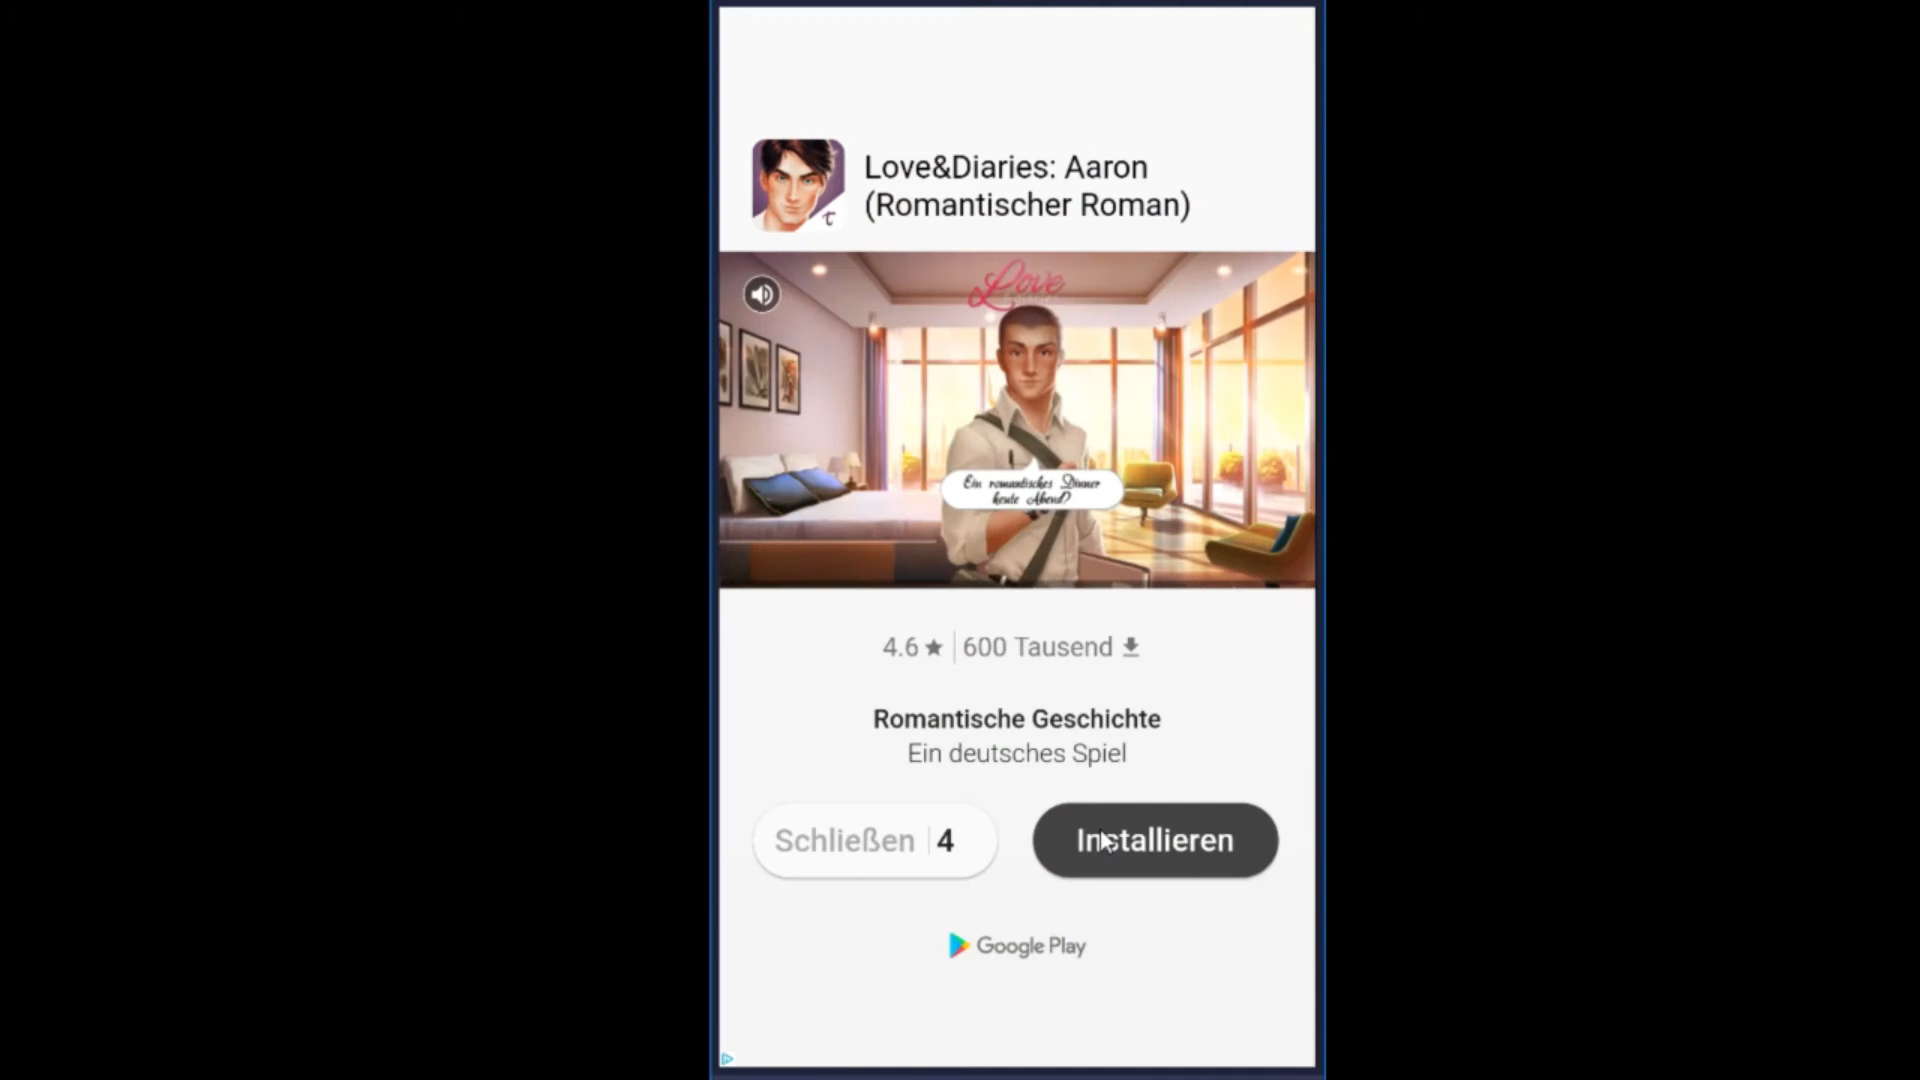 Love&Diaries: Aaron
(Romantischer Roman)
Love
Ein romantisches Dinner
heute Abend?
4.6 ★ | 600 Tausend
Romantische Geschichte
Ein deutsches Spiel
Schließen | 4
Installieren
Google Play